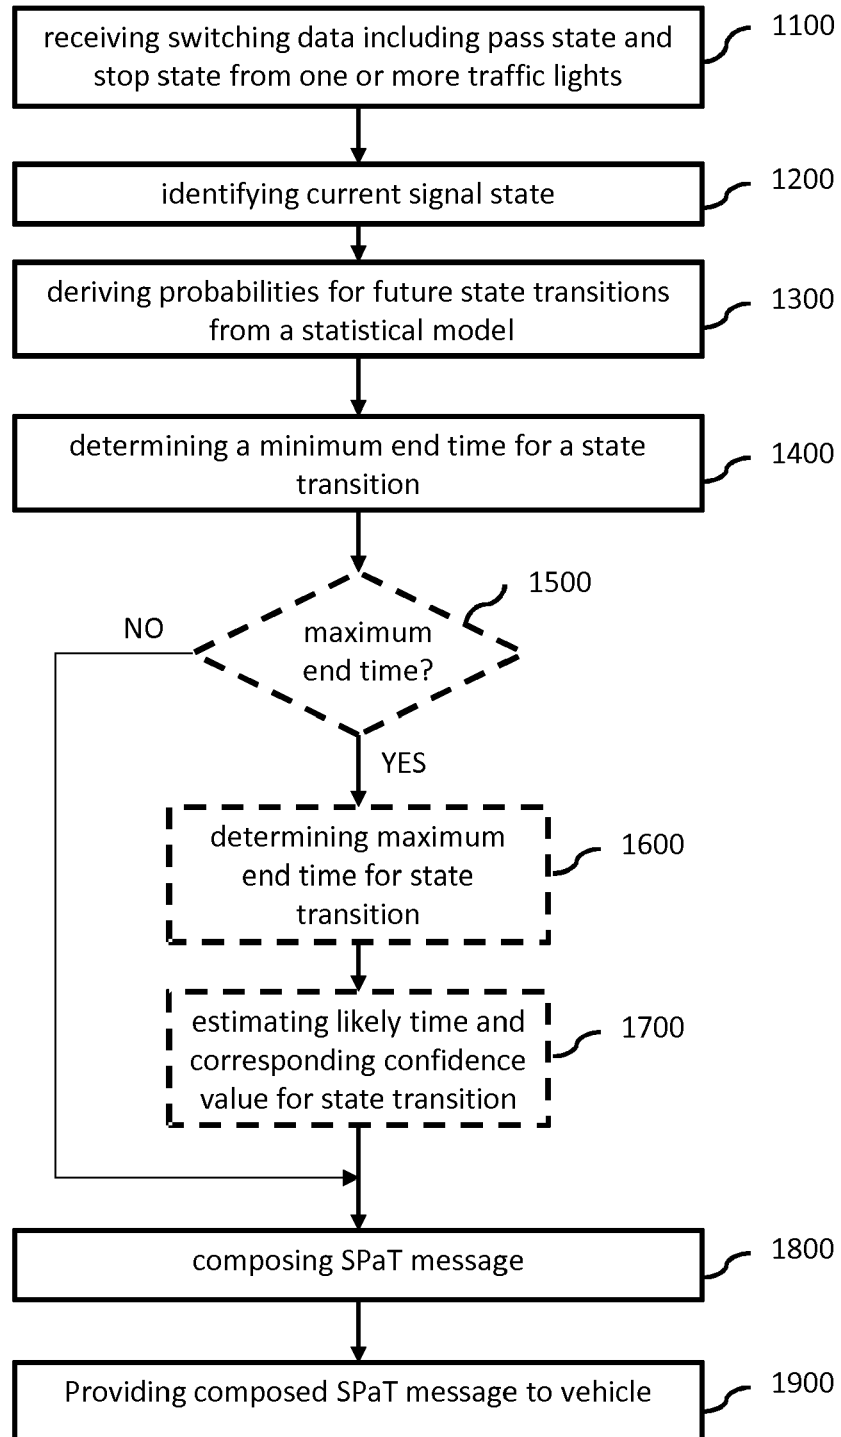 receiving switching data including pass state and
stop state from one or more traffic lights
1100
identifying current signal state
1200
deriving probabilities for future state transitions
from a statistical model
1300
determining a minimum end time for a state
transition
1400
1500
NO
maximum
end time?
YES
determining maximum
end time for state
transition
1600
estimating likely time and
corresponding confidence
value for state transition
1700
composing SPaT message
1800
Providing composed SPaT message to vehicle
1900